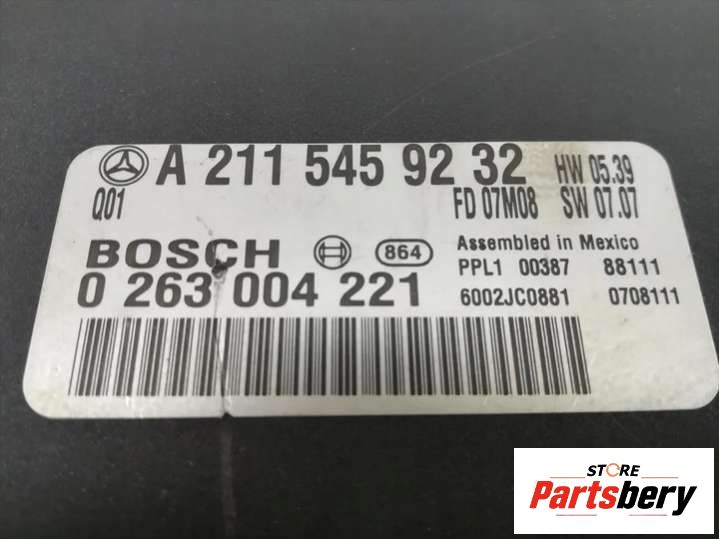 A 211 545 92 32 HW 05.39
Q01 FD 07M08 SW 07.07
BOSCH 864 Assembled in Mexico
0 263 004 221 PPL1 00387 88111
6002JC0881 0708111
STORE
Partsbery